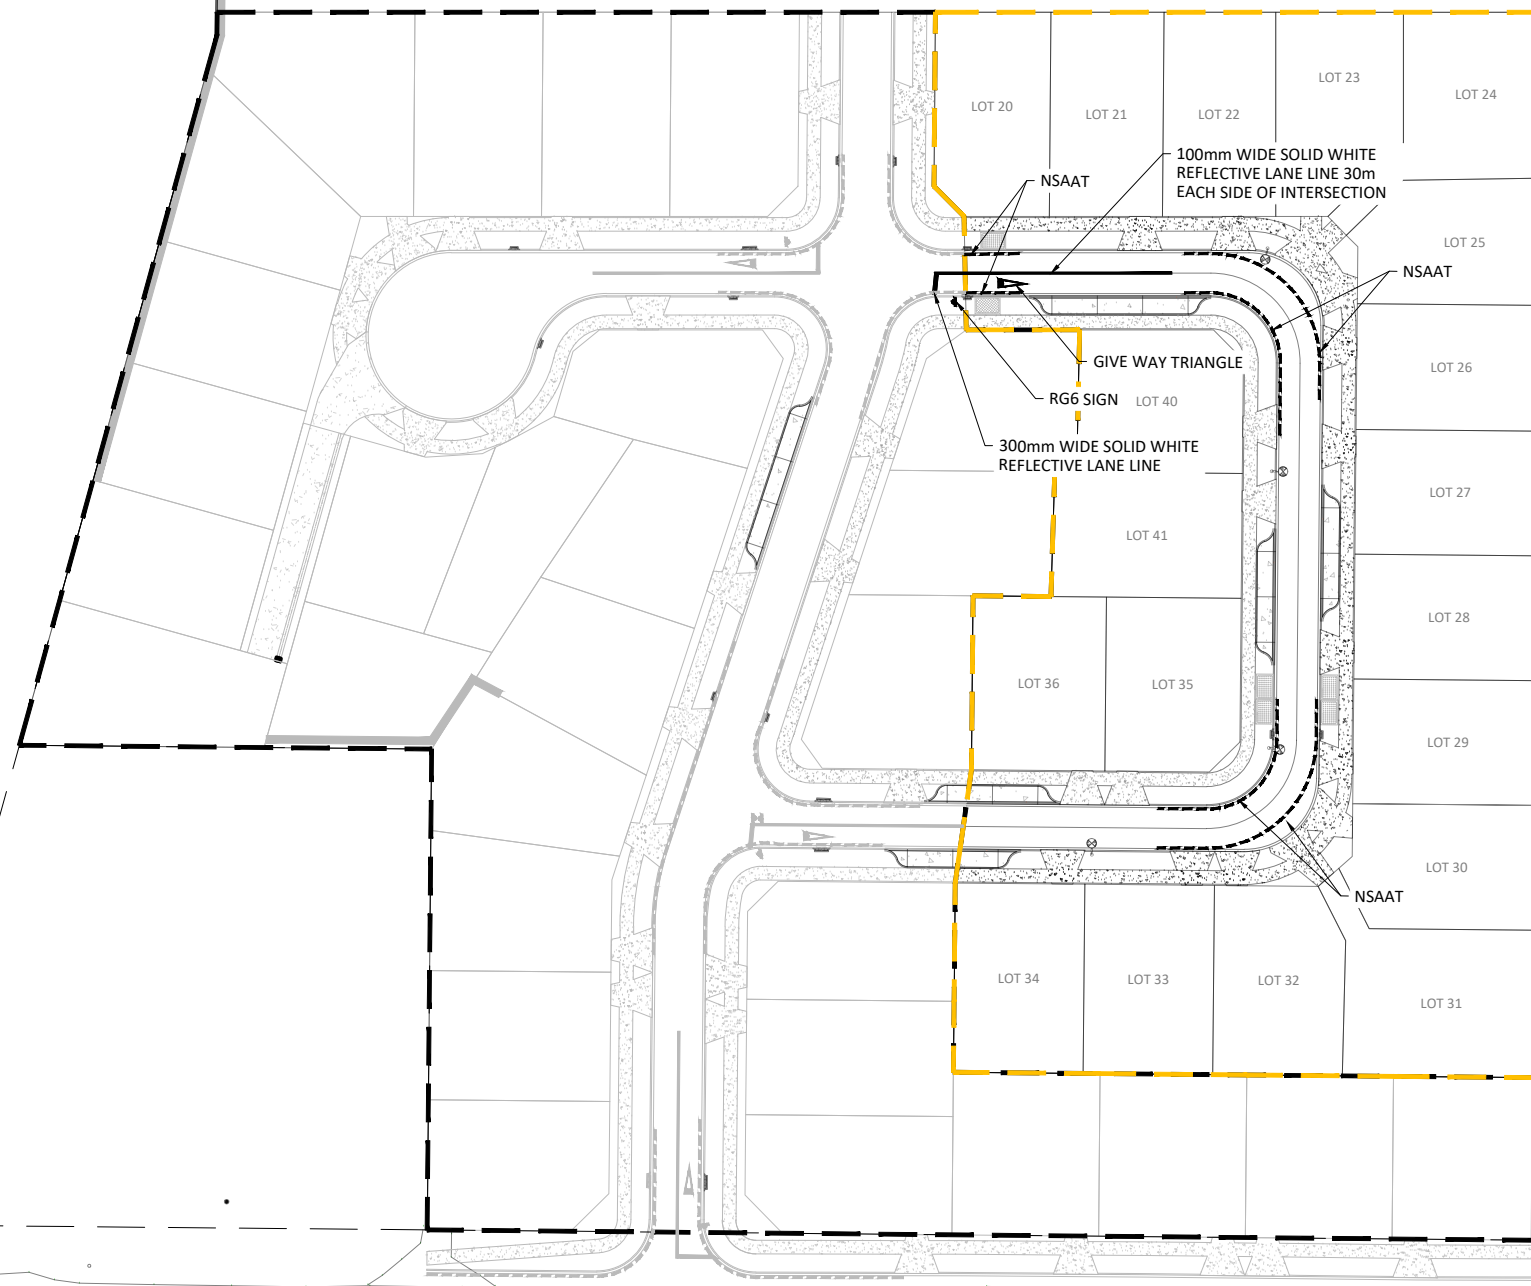 LOT 23
LOT 24
LOT 20
LOT 21
LOT 22
100mm WIDE SOLID WHITE
REFLECTIVE LANE LINE 30m
EACH SIDE OF INTERSECTION
NSAAT
LOT 25
NSAAT
GIVE WAY TRIANGLE
LOT 26
RG6 SIGN
LOT 40
300mm WIDE SOLID WHITE
REFLECTIVE LANE LINE
LOT 27
LOT 41
LOT 28
LOT 36
LOT 35
LOT 29
LOT 30
NSAAT
LOT 34
LOT 33
LOT 32
LOT 31